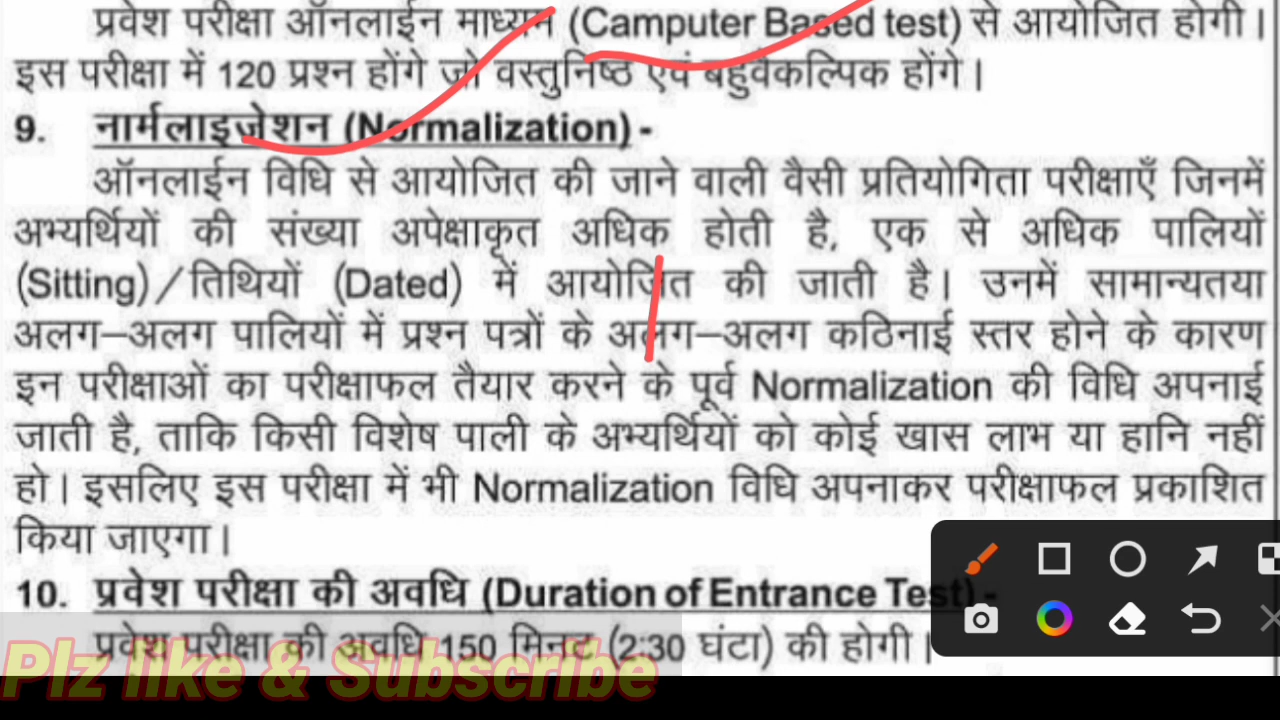 प्रवेश परीक्षा ऑनलाईन माध्यम (Camputer Based test) से आयोजित होगी।
इस परीक्षा में 120 प्रश्न होंगे जो वस्तुनिष्ठ एवं बहुवैकल्पिक होंगे।
9. नार्मलाइजेशन (Normalization) -
ऑनलाईन विधि से आयोजित की जाने वाली वैसी प्रतियोगिता परीक्षाएँ जिनमें
अभ्यर्थियों की संख्या अपेक्षाकृत अधिक होती है, एक से अधिक पालियों
(Sitting)/तिथियों (Dated) में आयोजित की जाती है। उनमें सामान्यतया
अलग–अलग पालियों में प्रश्न पत्रों के अलग–अलग कठिनाई स्तर होने के कारण
इन परीक्षाओं का परीक्षाफल तैयार करने के पूर्व Normalization की विधि अपनाई
जाती है, ताकि किसी विशेष पाली के अभ्यर्थियों को कोई खास लाभ या हानि नहीं
हो। इसलिए इस परीक्षा में भी Normalization विधि अपनाकर परीक्षाफल प्रकाशित
किया जाएगा।
10. प्रवेश परीक्षा की अवधि (Duration of Entrance Test) -
प्रवेश परीक्षा की अवधि 150 मिनट (2:30 घंटा) की होगी।
Plz like & Subscribe